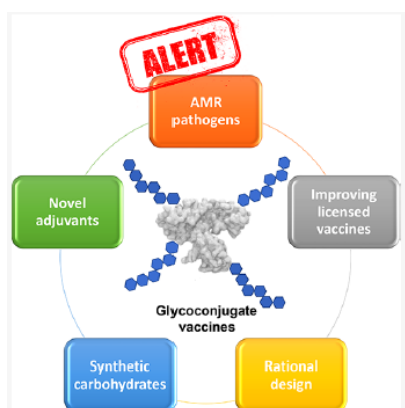 ALERT
AMR
pathogens
Novel
adjuvants
Improving
licensed
vaccines
Glycoconjugate
vaccines
Synthetic
carbohydrates
Rational
design